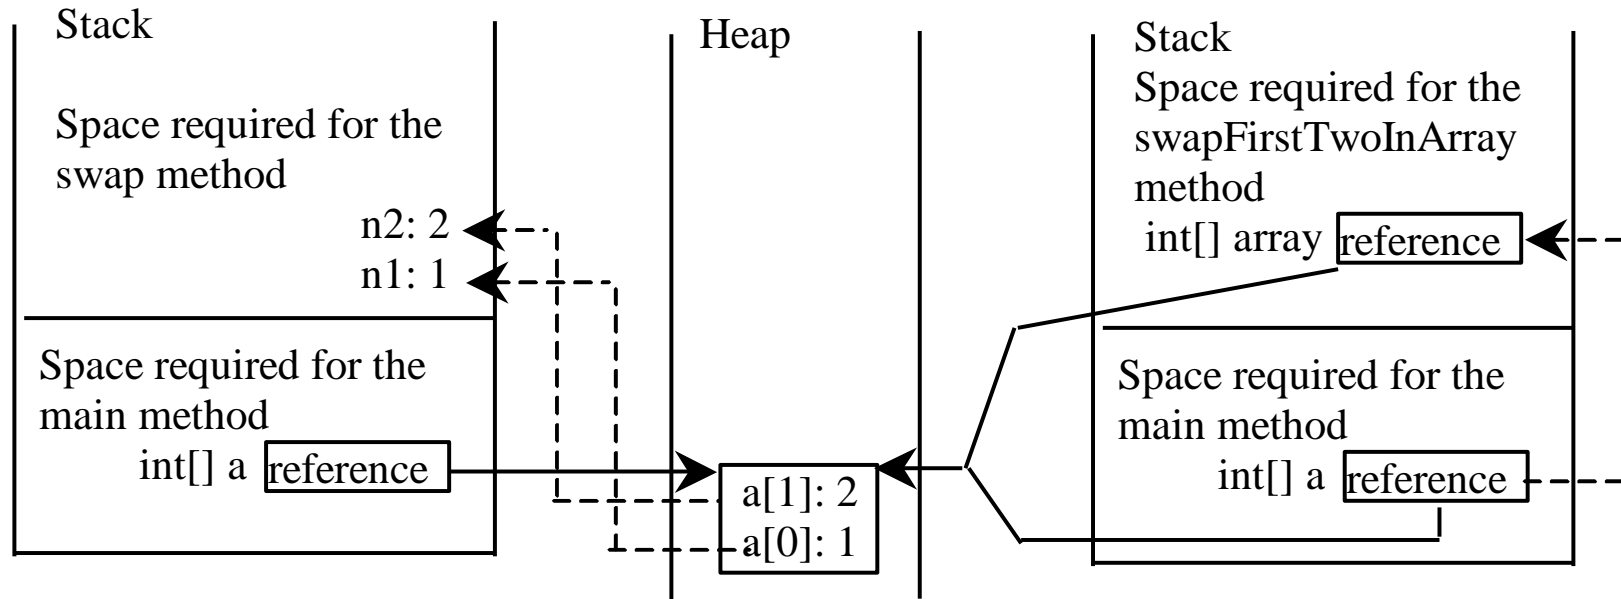 Stack
Space required for the
swap method
n2: 2
n1: 1
Space required for the
main method
int[] a reference
Heap
a[1]: 2
a[0]: 1
Stack
Space required for the
swapFirstTwoInArray
method
int[] array reference
Space required for the
main method
int[] a reference